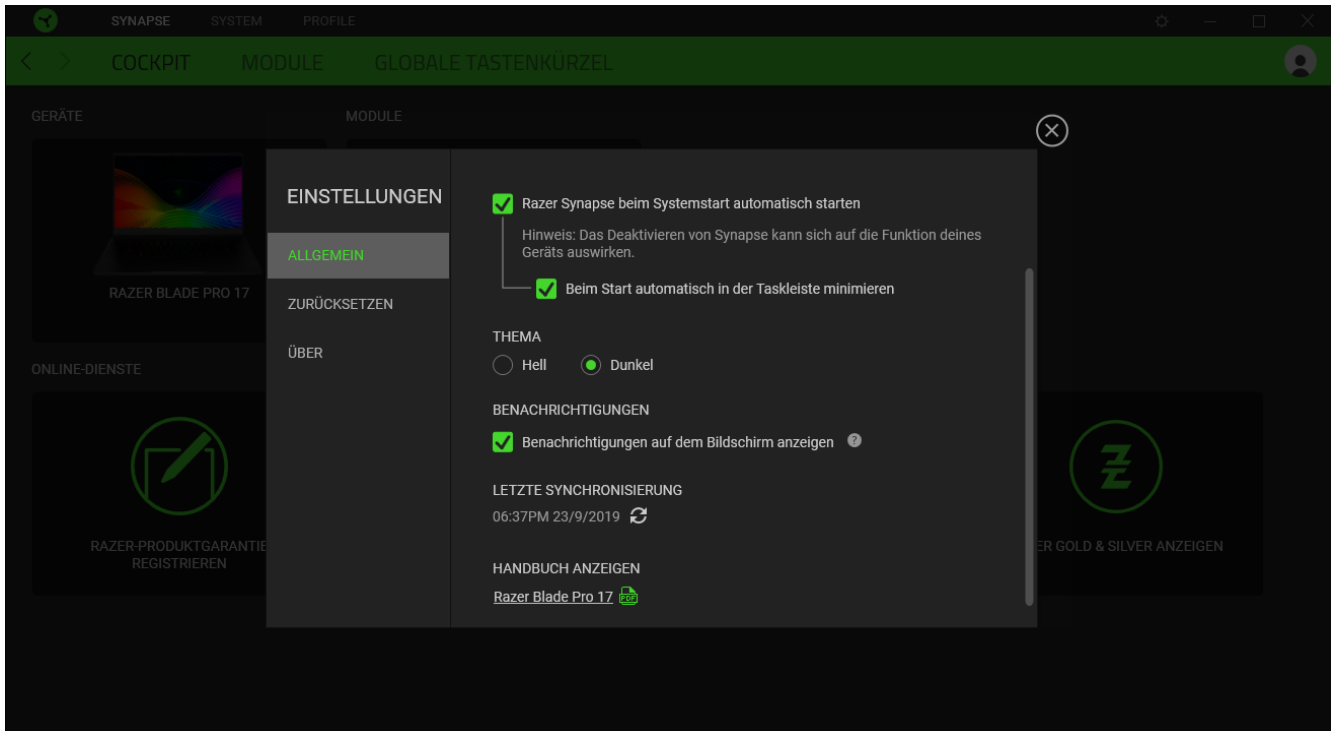 SYNAPSE SYSTEM PROFILE
COCKPIT MODULE GLOBALE TASTENKÜRZEL
GERÄTE MODULE
RAZER BLADE PRO 17
ONLINE-DIENSTE
RAZER-PRODUKTGARANTIE
REGISTRIEREN
ER GOLD & SILVER ANZEIGEN
EINSTELLUNGEN
ALLGEMEIN
ZURÜCKSETZEN
ÜBER
Razer Synapse beim Systemstart automatisch starten
Hinweis: Das Deaktivieren von Synapse kann sich auf die Funktion deines
Geräts auswirken.
Beim Start automatisch in der Taskleiste minimieren
THEMA
Hell Dunkel
BENACHRICHTIGUNGEN
Benachrichtigungen auf dem Bildschirm anzeigen ?
LETZTE SYNCHRONISIERUNG
06:37PM 23/9/2019
HANDBUCH ANZEIGEN
Razer Blade Pro 17 PDF